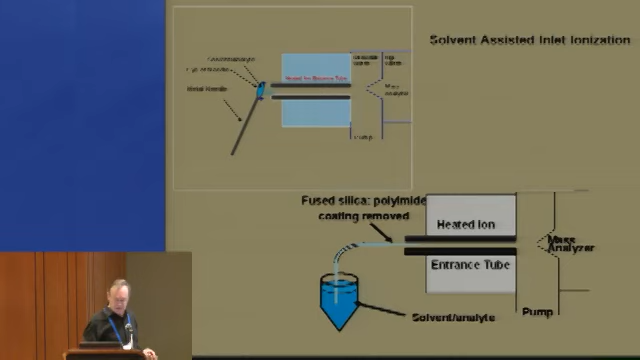 Solvent Assisted Inlet Ionization
Heated Ion Entrance Tube
Metal Needle
Mass
Analyzer
Pump
Fused silica: polyimide
coating removed
Heated Ion
Entrance Tube
Mass
Analyzer
Solvent/analyte
Pump